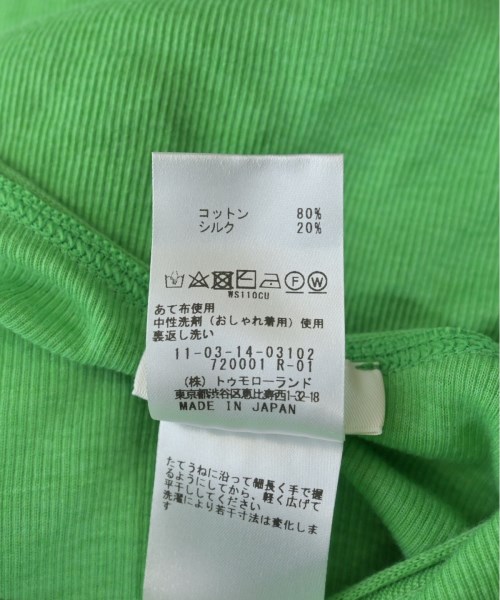 コットン 80%
シルク 20%
WS110CU
あて布使用
中性洗剤（おしゃれ着用）使用
裏返し洗い
11-03-14-03102
720001 R-01
（株）トゥモローランド
東京都渋谷区恵比寿西1-32-18
MADE IN JAPAN
たてうねに沿って細長く手で握
るようにしてから、軽く広げて
平干ししてください
洗濯により若干寸法は変化しま
す